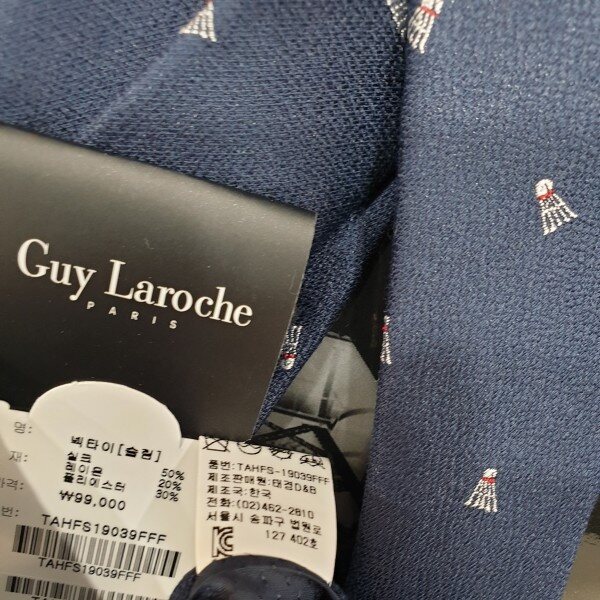 Guy Laroche
PARIS
명: 넥타이[슬림]
재: 실크 50%
레이온 20%
폴리에스터 30%
가격: ₩99,000
번: TAHFS19039FFF
TAHFS19039FFF
품번: TAHFS-19039FFF
제조판매원: 태검D&B
제조국: 한국
전화: (02)462-2810
서울시 송파구 법원로
127 402호